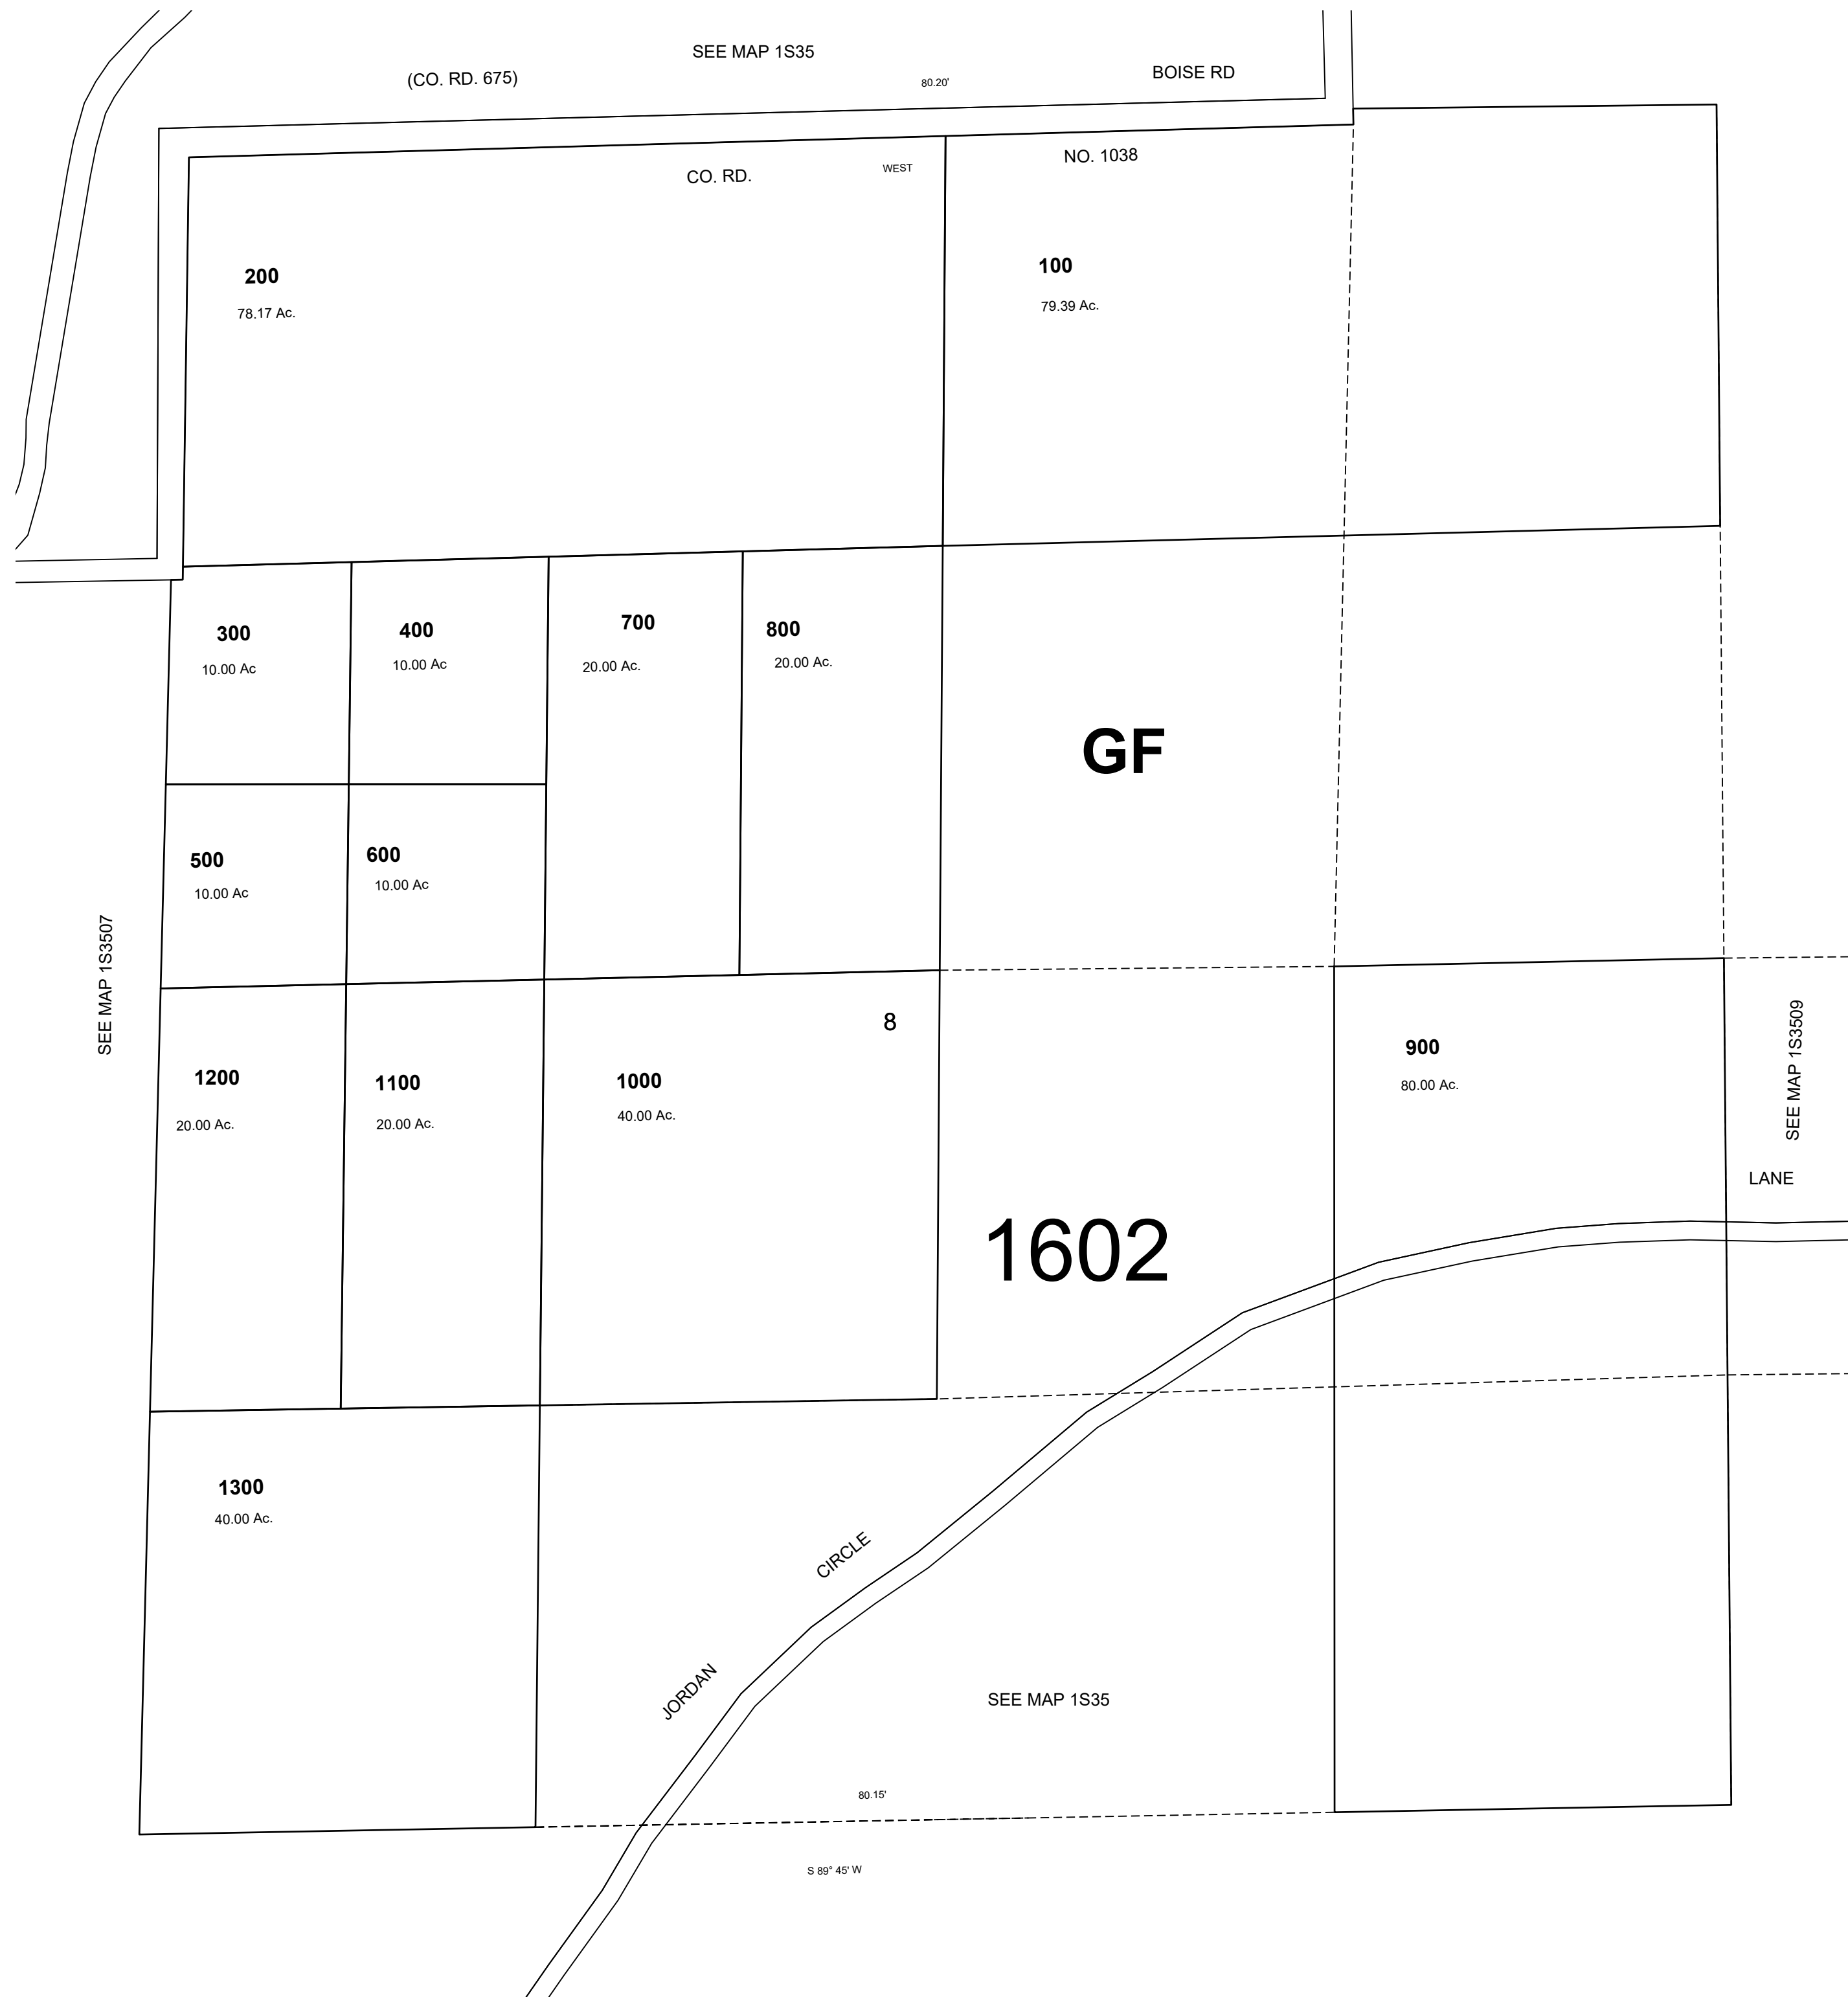 SEE MAP 1S35
(CO. RD. 675)
80.20'
BOISE RD
CO. RD.
WEST
NO. 1038
200
78.17 Ac.
100
79.39 Ac.
300
10.00 Ac
400
10.00 Ac
700
20.00 Ac.
800
20.00 Ac.
GF
500
10.00 Ac
600
10.00 Ac
SEE MAP 1S3507
8
1200
20.00 Ac.
1100
20.00 Ac.
1000
40.00 Ac.
900
80.00 Ac.
SEE MAP 1S3509
LANE
1602
1300
40.00 Ac.
CIRCLE
JORDAN
SEE MAP 1S35
80.15'
S 89° 45' W